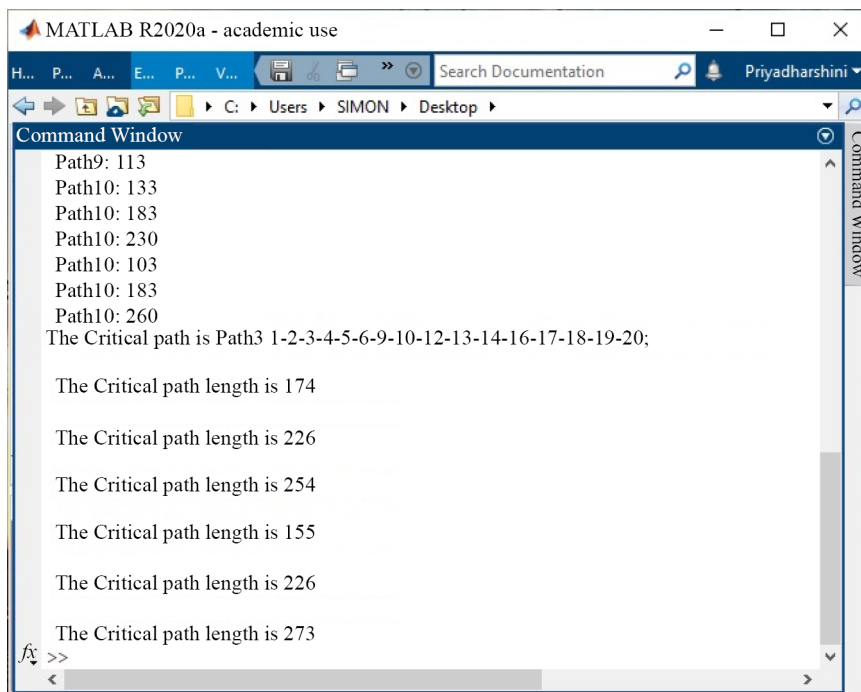 MATLAB R2020a - academic use
H... P... A... E... P... V... » Search Documentation Priyadharshini
C: Users SIMON Desktop
Command Window
Command Window
Path9: 113
Path10: 133
Path10: 183
Path10: 230
Path10: 103
Path10: 183
Path10: 260
The Critical path is Path3 1-2-3-4-5-6-9-10-12-13-14-16-17-18-19-20;
The Critical path length is 174
The Critical path length is 226
The Critical path length is 254
The Critical path length is 155
The Critical path length is 226
The Critical path length is 273
fx >>